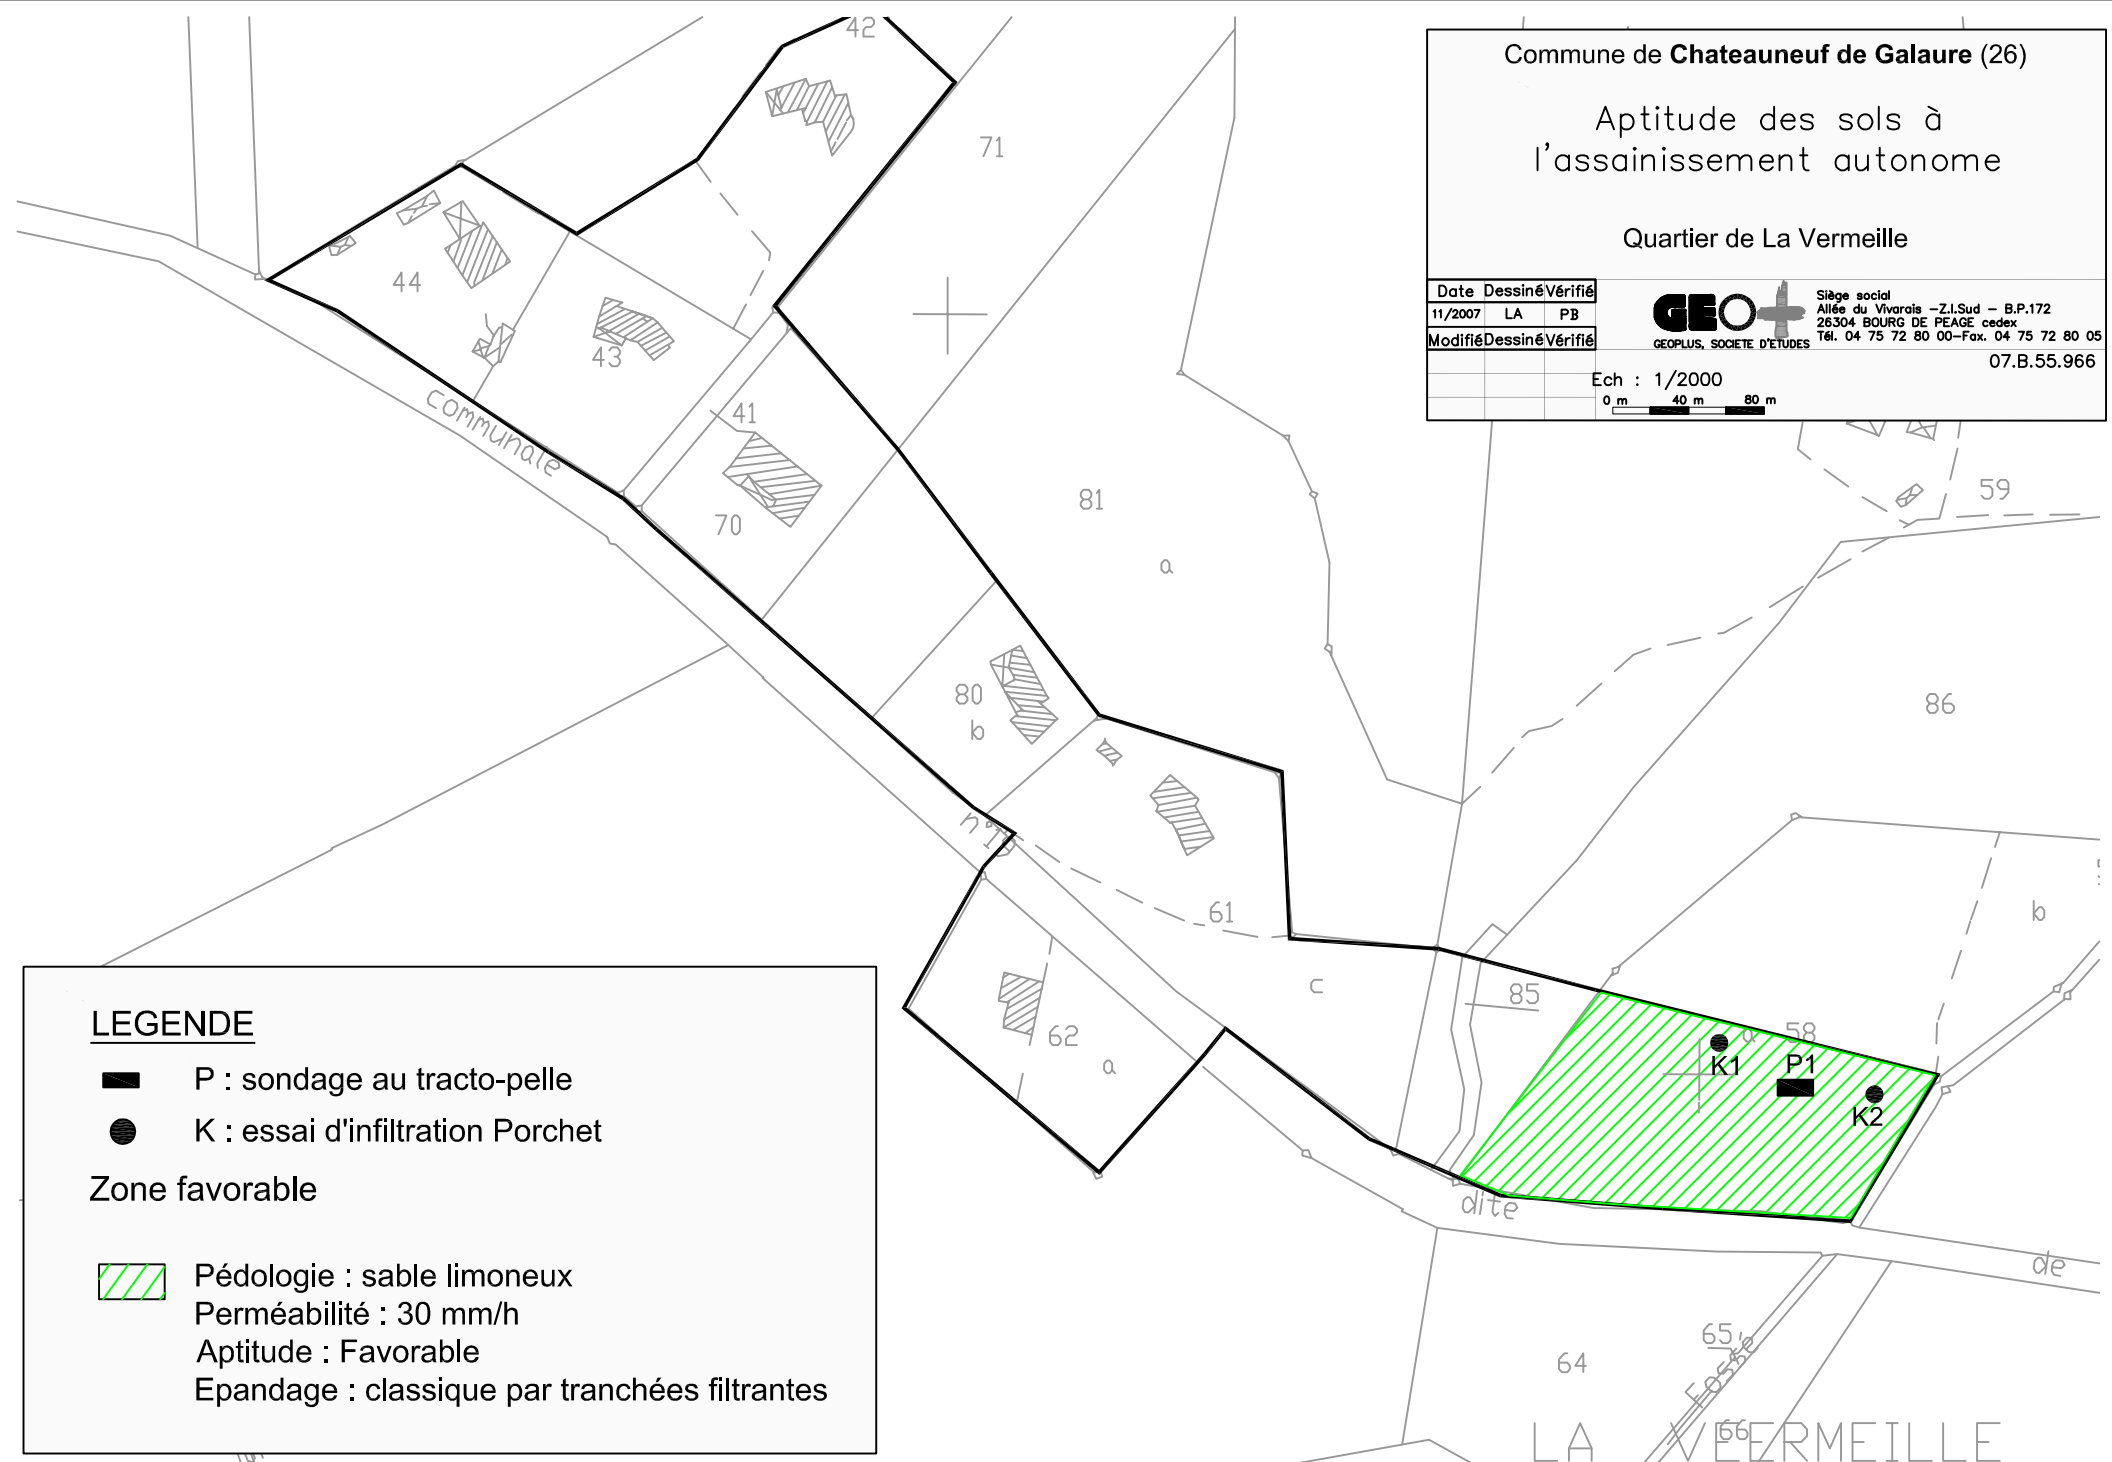 Commune de Chateauneuf de Galaure (26)
Aptitude des sols à
l'assainissement autonome
Quartier de La Vermeille
Date Dessiné Vérifié
11/2007 LA PB
Modifié Dessiné Vérifié
GEO+
GEOPLUS, SOCIETE D'ETUDES
Siège social
Allée du Vivarais -Z.I.Sud - B.P.172
26304 BOURG DE PEAGE cedex
Tél. 04 75 72 80 00-Fax. 04 75 72 80 05
07.B.55.966
Ech : 1/2000
0 m 40 m 80 m
42
71
44
43
41
communale
70
81
a
59
80
b
86
n°19
61
b
c
85
62
a
a 58
K1
P1
K2
dite
de
64
65
Fossé
66
LA VEERMEILLE
LEGENDE
P : sondage au tracto-pelle
K : essai d'infiltration Porchet
Zone favorable
Pédologie : sable limoneux
Perméabilité : 30 mm/h
Aptitude : Favorable
Epandage : classique par tranchées filtrantes